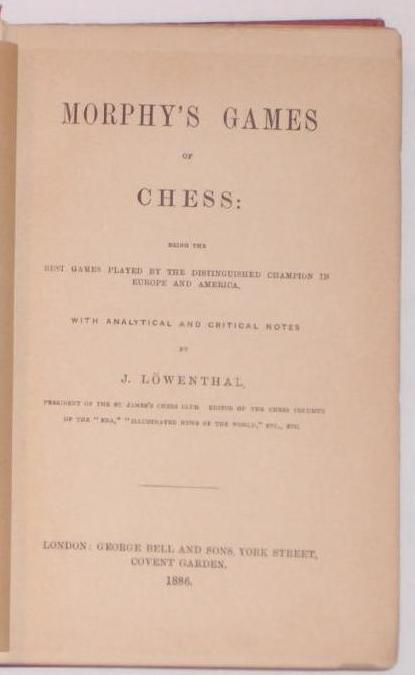 MORPHY'S GAMES
OF
CHESS:
BEING THE
BEST GAMES PLAYED BY THE DISTINGUISHED CHAMPION IN
EUROPE AND AMERICA,
WITH ANALYTICAL AND CRITICAL NOTES
BY
J. LÖWENTHAL,
PRESIDENT OF THE ST. JAMES'S CHESS CLUB. EDITOR OF THE CHESS COLUMNS
OF THE "ERA," "ILLUSTRATED NEWS OF THE WORLD," ETC., ETC.
LONDON: GEORGE BELL AND SONS, YORK STREET,
COVENT GARDEN.
1886.